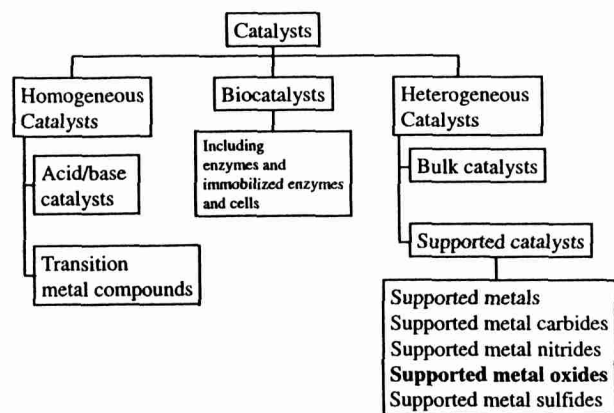 Catalysts
Homogeneous
Catalysts
Biocatalysts
Heterogeneous
Catalysts
Including
enzymes and
immobilized enzymes
and cells
Acid/base
catalysts
Bulk catalysts
Transition
metal compounds
Supported catalysts
Supported metals
Supported metal carbides
Supported metal nitrides
Supported metal oxides
Supported metal sulfides